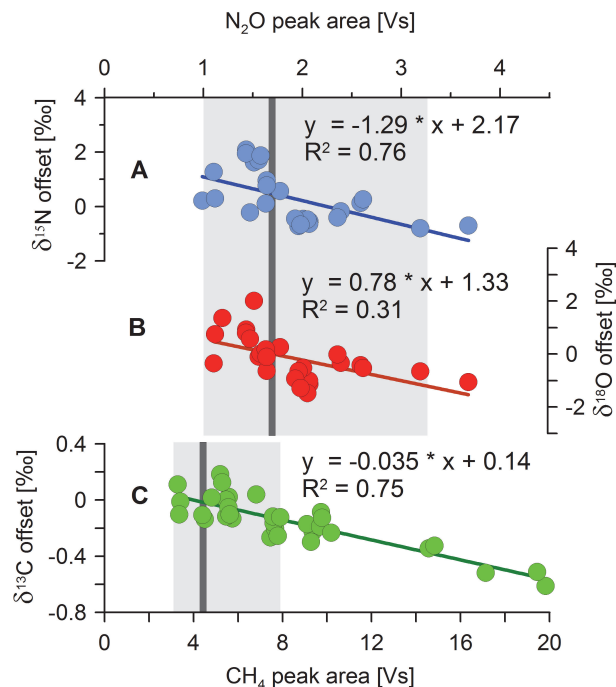 N₂O peak area [Vs]
0 1 2 3 4
4
2
0
-2
δ¹⁵N offset [‰]
A
y = -1.29 * x + 2.17
R² = 0.76
B
y = 0.78 * x + 1.33
R² = 0.31
4
2
0
-2
δ¹⁸O offset [‰]
0.4
0
-0.4
-0.8
δ¹³C offset [‰]
C
y = -0.035 * x + 0.14
R² = 0.75
0 4 8 12 16 20
CH₄ peak area [Vs]